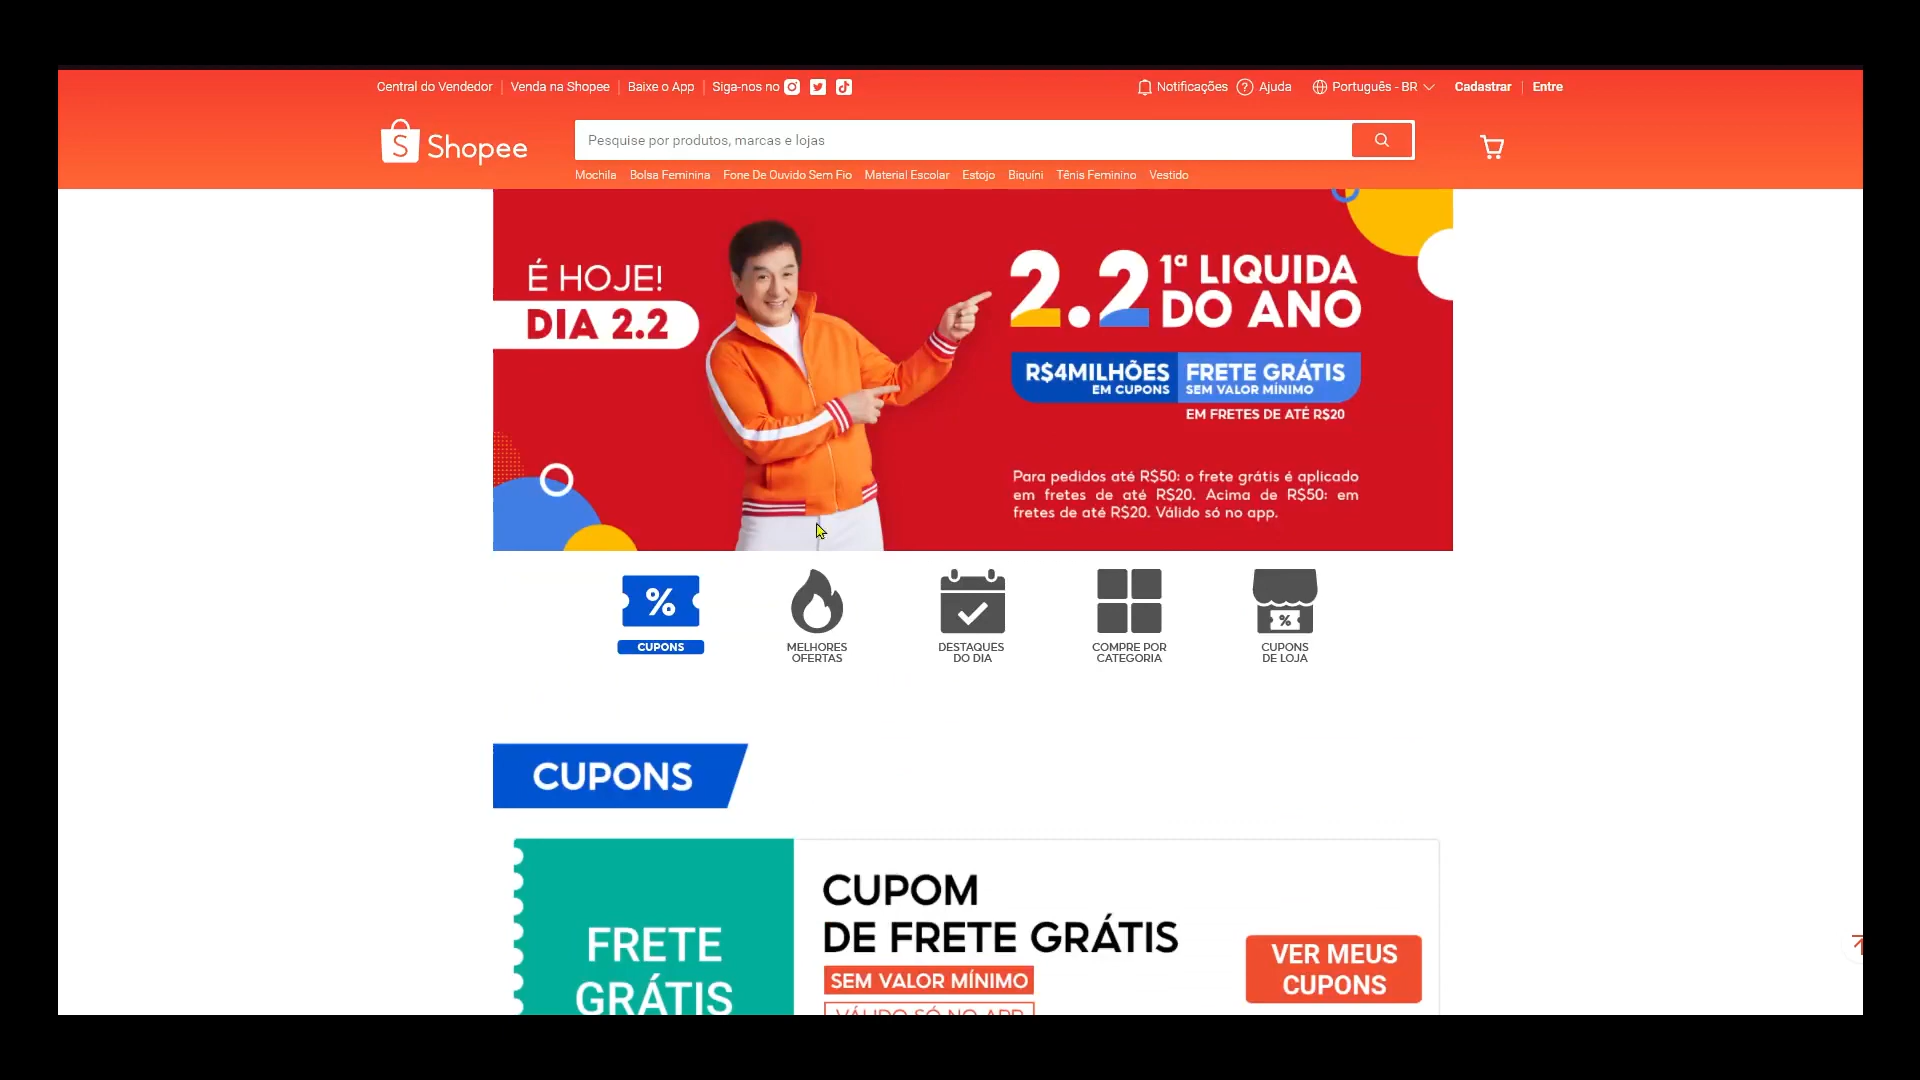 Central do Vendedor
Venda na Shopee
Baixe o App
Siga-nos no
Notificações
Ajuda
Português - BR
Cadastrar
Entre
Shopee
Pesquise por produtos, marcas e lojas
Mochila Bolsa Feminina Fone De Ouvido Sem Fio Material Escolar Estojo Biquíni Tênis Feminino Vestido
É HOJE!
DIA 2.2
2.2 1ª LIQUIDA
DO ANO
R$4MILHÕES
EM CUPONS
FRETE GRÁTIS
SEM VALOR MÍNIMO
EM FRETES DE ATÉ R$20
Para pedidos até R$50: o frete grátis é aplicado
em fretes de até R$20. Acima de R$50: em
fretes de até R$20. Válido só no app.
CUPONS
MELHORES
OFERTAS
DESTAQUES
DO DIA
COMPRE POR
CATEGORIA
CUPONS
DE LOJA
CUPONS
FRETE
GRÁTIS
CUPOM
DE FRETE GRÁTIS
SEM VALOR MÍNIMO
VÁLIDO SÓ NO APP
VER MEUS
CUPONS